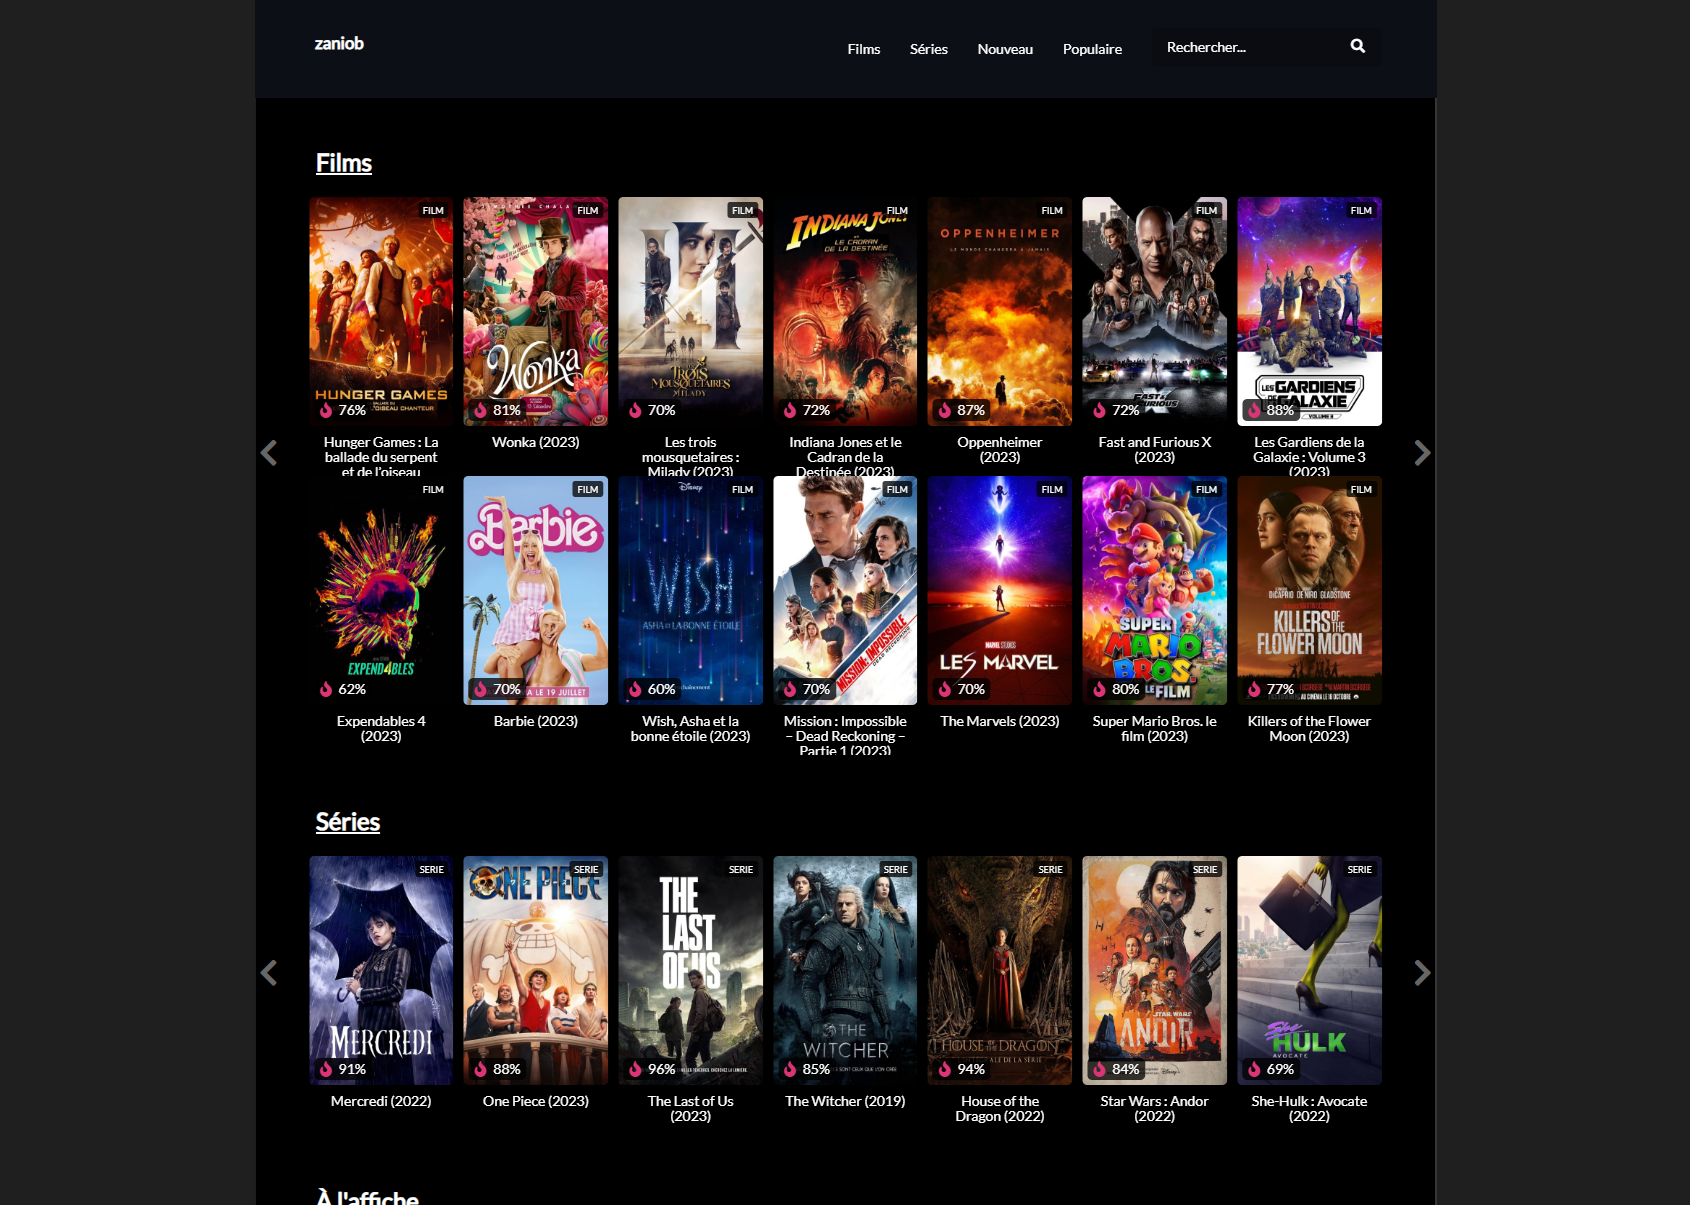 zaniob
Films
Séries
Nouveau
Populaire
Rechercher...
Films
FILM
HUNGER GAMES
76%
FILM
Wonka
81%
FILM
TROIS
MOUSQUETAIRES
MILADY
70%
FILM
INDIANA JONES
LE CADRAN
DE LA DESTINÉE
72%
FILM
OPPENHEIMER
LE MONDE CHANGERA À JAMAIS
87%
FILM
FAST
FURIOUS
72%
FILM
LES GARDIENS
GALAXIE
VOLUME 3
88%
Hunger Games : La
ballade du serpent
et de l'oiseau
Wonka (2023)
Les trois
mousquetaires :
Milady (2023)
Indiana Jones et le
Cadran de la
Destinée (2023)
Oppenheimer
(2023)
Fast and Furious X
(2023)
Les Gardiens de la
Galaxie : Volume 3
(2023)
FILM
EXPEND4BLES
62%
FILM
Barbie
LE 19 JUILLET
70%
FILM
Disney
WISH
ASHA ET LA BONNE ÉTOILE
60%
FILM
MISSION: IMPOSSIBLE
DEAD RECKONING
70%
FILM
MARVEL STUDIOS
LES MARVEL
70%
FILM
SUPER
MARIO
BROS.
LE FILM
80%
FILM
DICAPRIO DE NIRO GLADSTONE
KILLERS OF THE
FLOWER MOON
77%
Expendables 4
(2023)
Barbie (2023)
Wish, Asha et la
bonne étoile (2023)
Mission : Impossible
– Dead Reckoning –
Partie 1 (2023)
The Marvels (2023)
Super Mario Bros. le
film (2023)
Killers of the Flower
Moon (2023)
Séries
SERIE
MERCREDI
91%
SERIE
ONE PIECE
88%
SERIE
THE
LAST
OF US
96%
SERIE
THE
WITCHER
85%
SERIE
HOUSE OF THE DRAGON
94%
SERIE
STAR WARS
ANDOR
84%
SERIE
She
HULK
AVOCATE
69%
Mercredi (2022)
One Piece (2023)
The Last of Us
(2023)
The Witcher (2019)
House of the
Dragon (2022)
Star Wars : Andor
(2022)
She-Hulk : Avocate
(2022)
À l'affiche